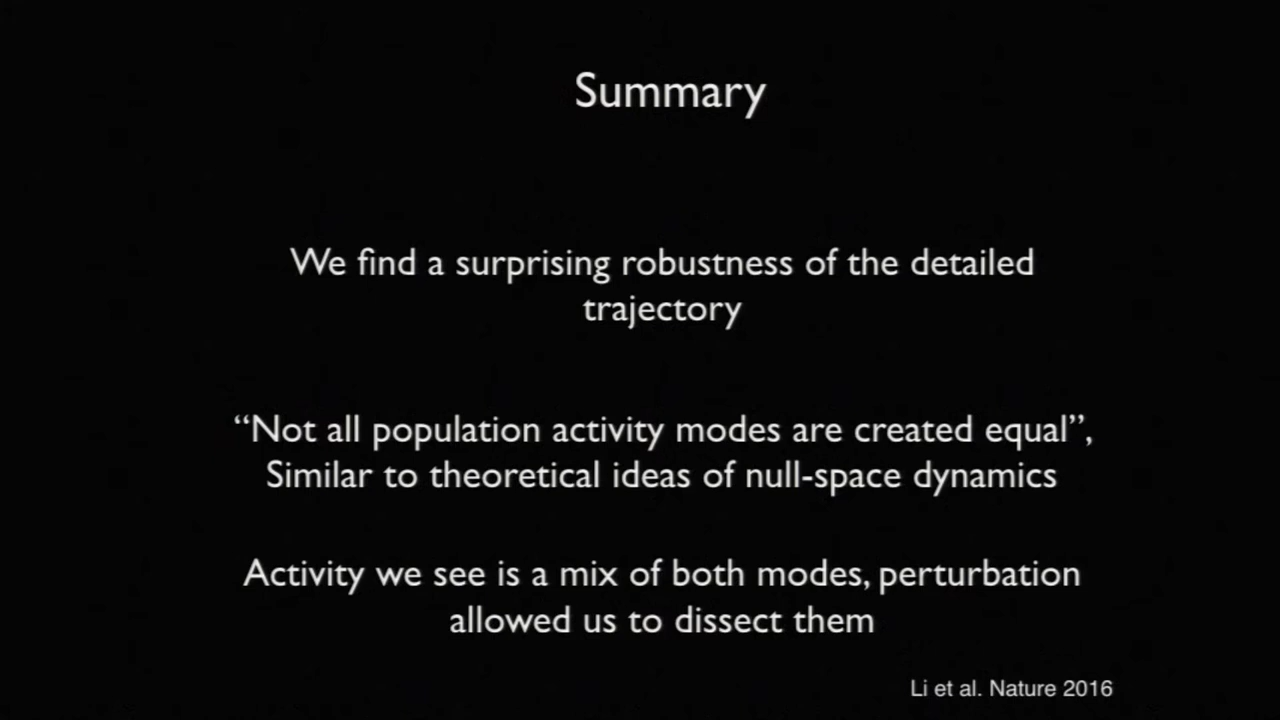 Summary
We find a surprising robustness of the detailed
trajectory
“Not all population activity modes are created equal”,
Similar to theoretical ideas of null-space dynamics
Activity we see is a mix of both modes, perturbation
allowed us to dissect them
Li et al. Nature 2016